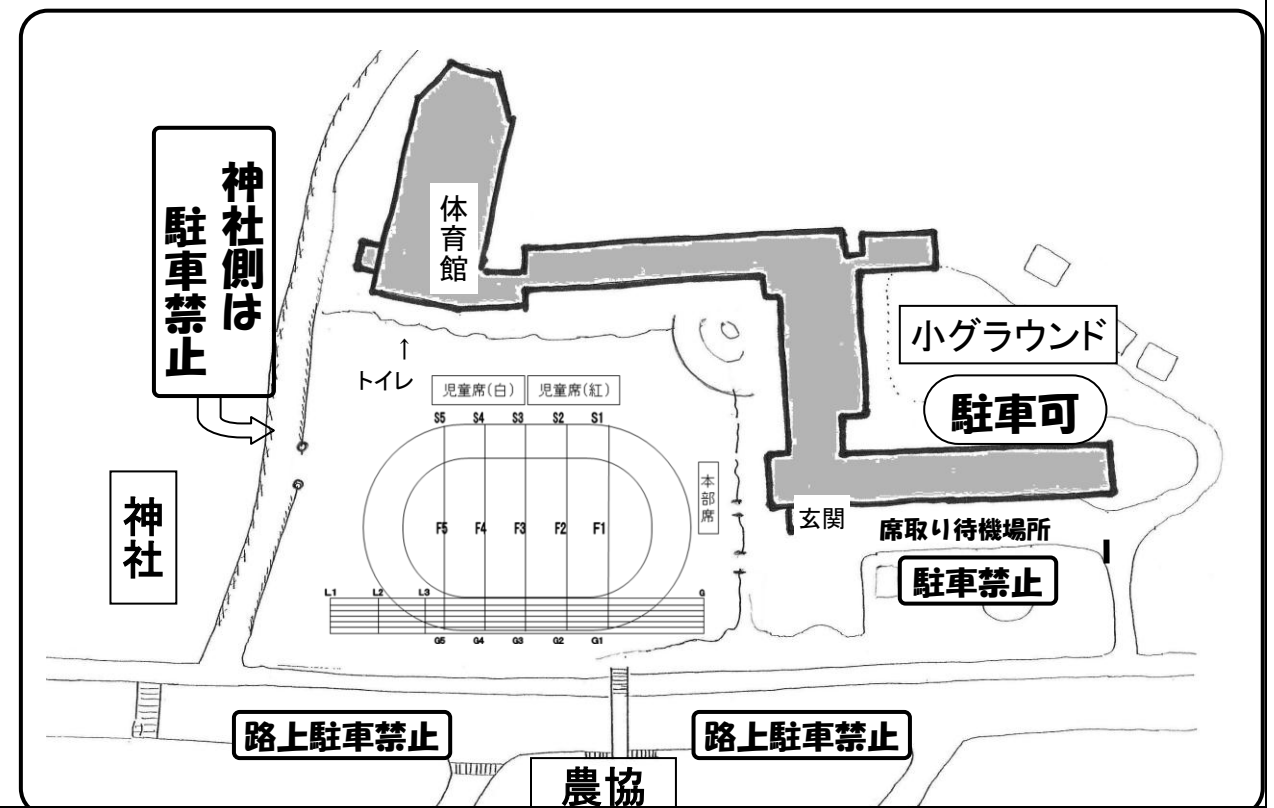 神社側は
駐車禁止
体育館
小グラウンド
駐車可
↑
トイレ
児童席(白)
児童席(紅)
S5 S4 S3 S2 S1
本部席
神社
F5 F4 F3 F2 F1
玄関
席取り待機場所
駐車禁止
L1 L2 L3 G
G5 G4 G3 G2 G1
路上駐車禁止
路上駐車禁止
農協